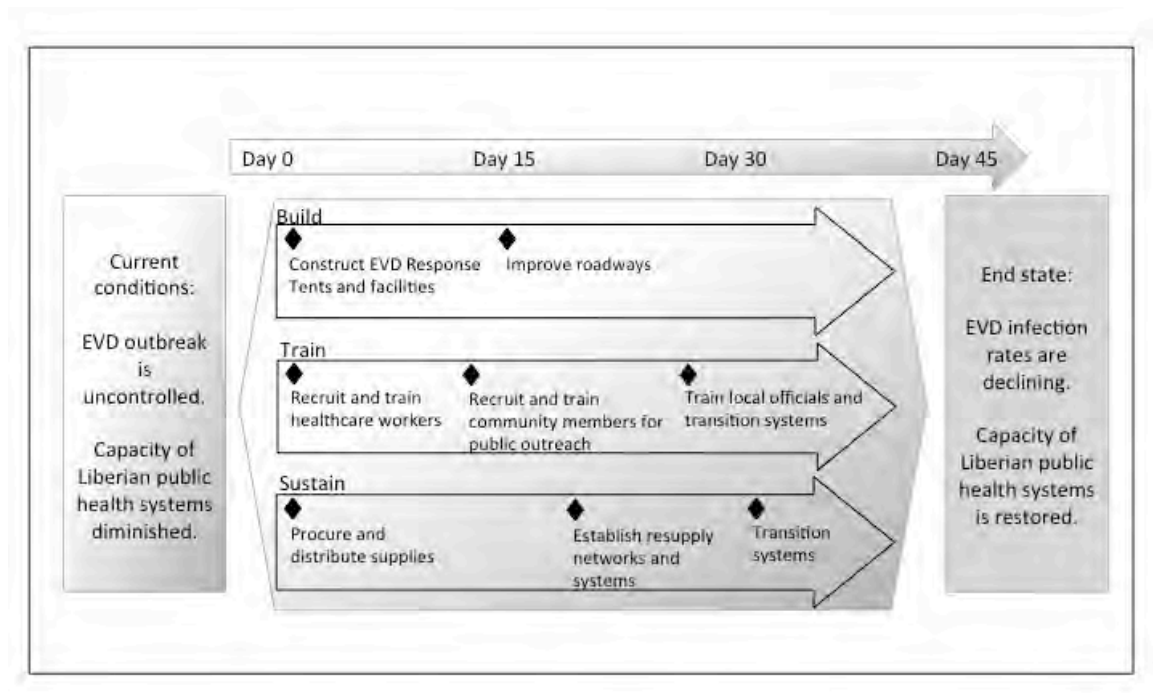 Day 0
Day 15
Day 30
Day 45
Current
conditions:
EVD outbreak
is
uncontrolled.
Capacity of
Liberian public
health systems
diminished.
Build
Construct EVD Response
Tents and facilities
Improve roadways
Train
Recruit and train
healthcare workers
Recruit and train
community members for
public outreach
Train local officials and
transition systems
Sustain
Procure and
distribute supplies
Establish resupply
networks and
systems
Transition
systems
End state:
EVD infection
rates are
declining.
Capacity of
Liberian public
health systems
is restored.